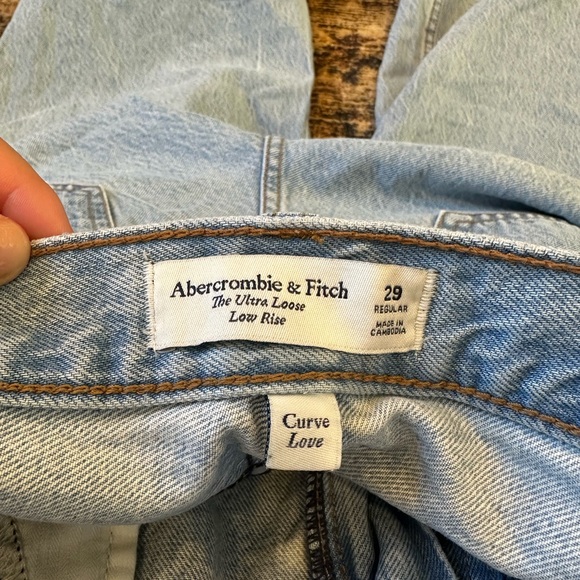 Abercrombie & Fitch
The Ultra Loose
Low Rise
29
REGULAR
MADE IN
CAMBODIA
Curve
Love